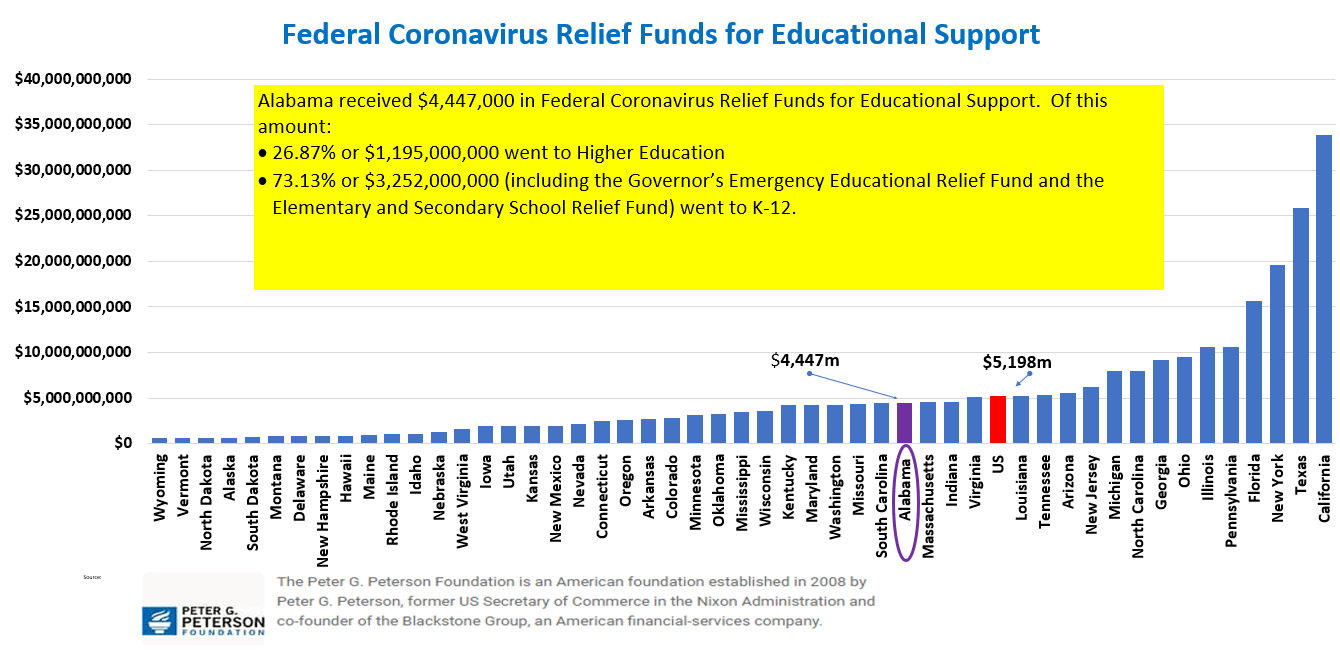 Federal Coronavirus Relief Funds for Educational Support
$40,000,000,000
$35,000,000,000
$30,000,000,000
$25,000,000,000
$20,000,000,000
$15,000,000,000
$10,000,000,000
$5,000,000,000
$0
Alabama received $4,447,000 in Federal Coronavirus Relief Funds for Educational Support. Of this
amount:
• 26.87% or $1,195,000,000 went to Higher Education
• 73.13% or $3,252,000,000 (including the Governor's Emergency Educational Relief Fund and the
Elementary and Secondary School Relief Fund) went to K-12.
$4,447m
$5,198m
Wyoming
Vermont
North Dakota
Alaska
South Dakota
Montana
Delaware
New Hampshire
Hawaii
Maine
Rhode Island
Idaho
Nebraska
West Virginia
Iowa
Utah
Kansas
New Mexico
Nevada
Connecticut
Oregon
Arkansas
Colorado
Minnesota
Oklahoma
Mississippi
Wisconsin
Kentucky
Maryland
Washington
Missouri
South Carolina
Alabama
Massachusetts
Indiana
Virginia
US
Louisiana
Tennessee
Arizona
New Jersey
Michigan
North Carolina
Georgia
Ohio
Illinois
Pennsylvania
Florida
New York
Texas
California
Source:
PETER G.
PETERSON
FOUNDATION
The Peter G. Peterson Foundation is an American foundation established in 2008 by
Peter G. Peterson, former US Secretary of Commerce in the Nixon Administration and
co-founder of the Blackstone Group, an American financial-services company.